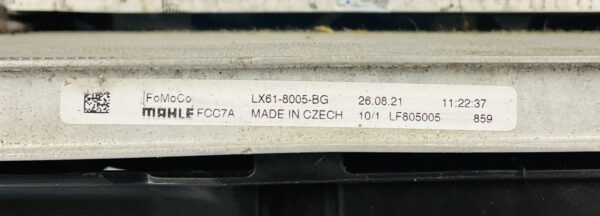 FoMoCo LX61-8005-BG 26.08.21 11:22:37
MAHLE FCC7A MADE IN CZECH 10/1 LF805005 859